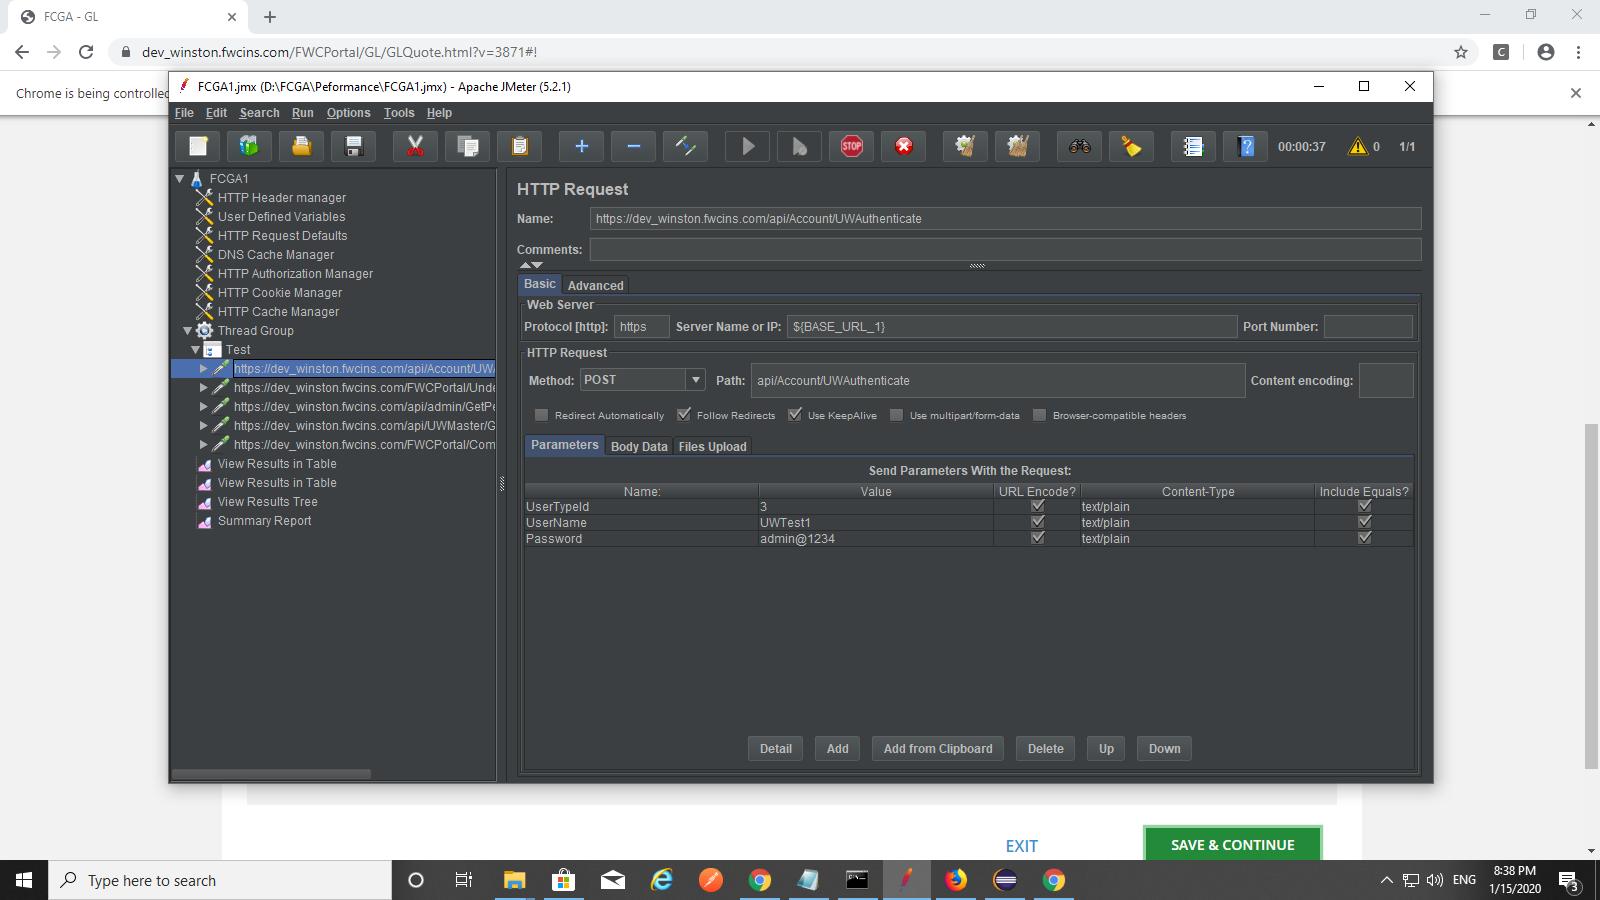 FCGA - GL
dev_winston.fwcins.com/FWCPortal/GL/GLQuote.html?v=3871#!
C
Chrome is being controlled
FCGA1.jmx (D:\FCGA\Peformance\FCGA1.jmx) - Apache JMeter (5.2.1)
File Edit Search Run Options Tools Help
STOP
00:00:37 0 1/1
FCGA1
HTTP Header manager
User Defined Variables
HTTP Request Defaults
DNS Cache Manager
HTTP Authorization Manager
HTTP Cookie Manager
HTTP Cache Manager
Thread Group
Test
https://dev_winston.fwcins.com/api/Account/UWA
https://dev_winston.fwcins.com/FWCPortal/Unde
https://dev_winston.fwcins.com/api/admin/GetPe
https://dev_winston.fwcins.com/api/UWMaster/G
https://dev_winston.fwcins.com/FWCPortal/Com
View Results in Table
View Results in Table
View Results Tree
Summary Report
HTTP Request
Name: https://dev_winston.fwcins.com/api/Account/UWAuthenticate
Comments:
Basic Advanced
Web Server
Protocol [http]: https Server Name or IP: ${BASE_URL_1} Port Number:
HTTP Request
Method: POST Path: api/Account/UWAuthenticate Content encoding:
Redirect Automatically Follow Redirects Use KeepAlive Use multipart/form-data Browser-compatible headers
Parameters Body Data Files Upload
Send Parameters With the Request:
Name: Value URL Encode? Content-Type Include Equals?
UserTypeId 3 text/plain
UserName UWTest1 text/plain
Password admin@1234 text/plain
Detail Add Add from Clipboard Delete Up Down
EXIT SAVE & CONTINUE
Type here to search
ENG
8:38 PM
1/15/2020
3